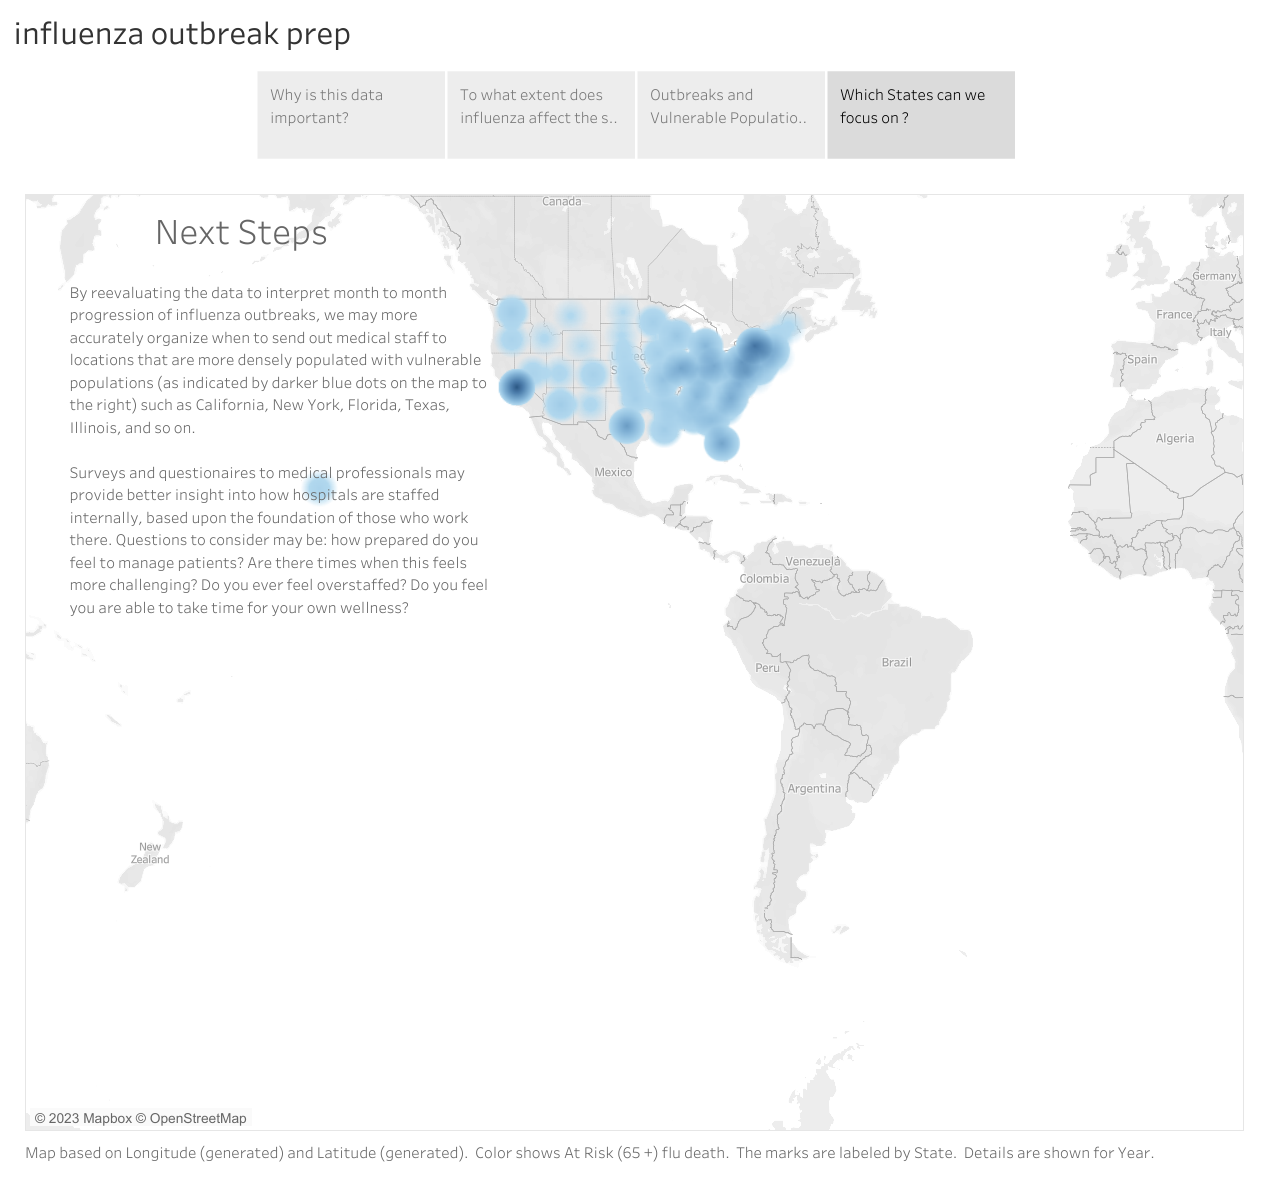 influenza outbreak prep
Why is this data
important?
To what extent does
influenza affect the s..
Outbreaks and
Vulnerable Populatio..
Which States can we
focus on ?
Next Steps
By reevaluating the data to interpret month to month
progression of influenza outbreaks, we may more
accurately organize when to send out medical staff to
locations that are more densely populated with vulnerable
populations (as indicated by darker blue dots on the map to
the right) such as California, New York, Florida, Texas,
Illinois, and so on.
Surveys and questionaires to medical professionals may
provide better insight into how hospitals are staffed
internally, based upon the foundation of those who work
there. Questions to consider may be: how prepared do you
feel to manage patients? Are there times when this feels
more challenging? Do you ever feel overstaffed? Do you feel
you are able to take time for your own wellness?
Canada
Germany
France
Italy
Spain
Algeria
Mexico
Venezuela
Colombia
Peru
Brazil
Argentina
New
Zealand
© 2023 Mapbox © OpenStreetMap
Map based on Longitude (generated) and Latitude (generated). Color shows At Risk (65 +) flu death. The marks are labeled by State. Details are shown for Year.